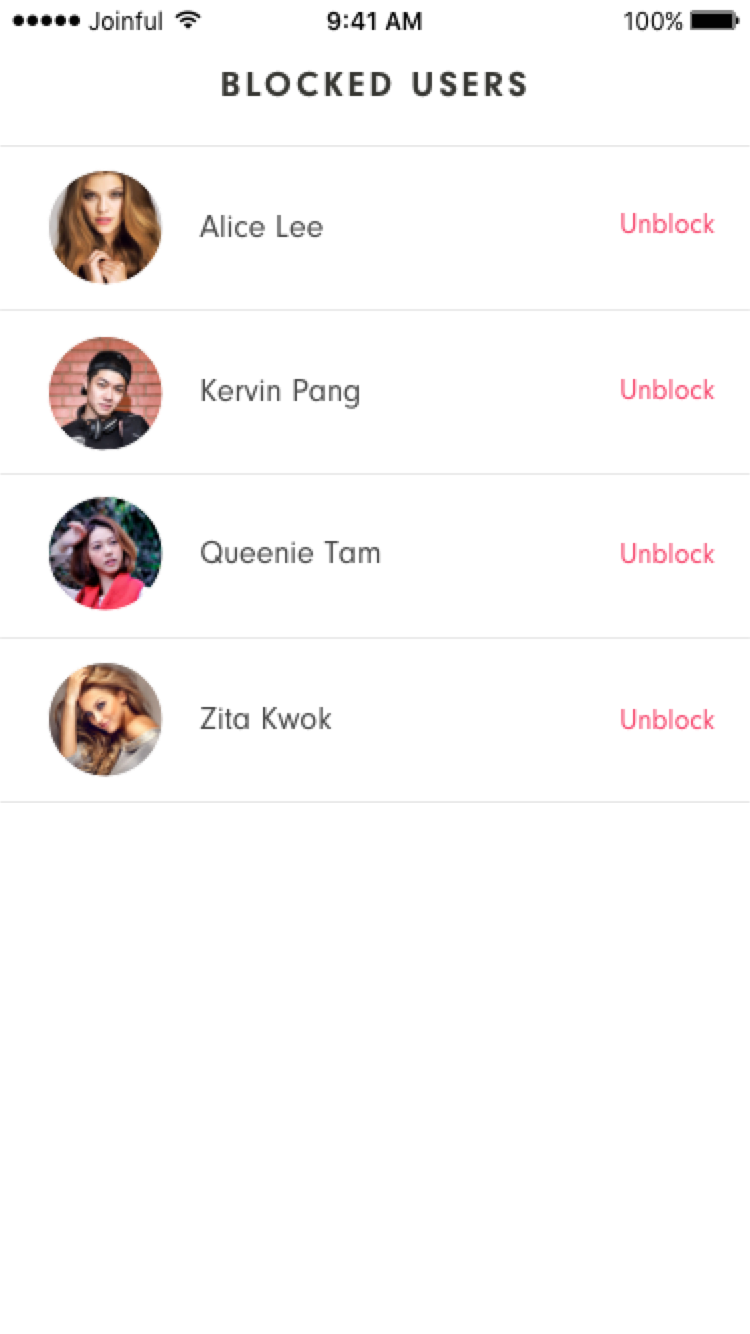 Joinful 9:41 AM 100%
BLOCKED USERS
Alice Lee Unblock
Kervin Pang Unblock
Queenie Tam Unblock
Zita Kwok Unblock